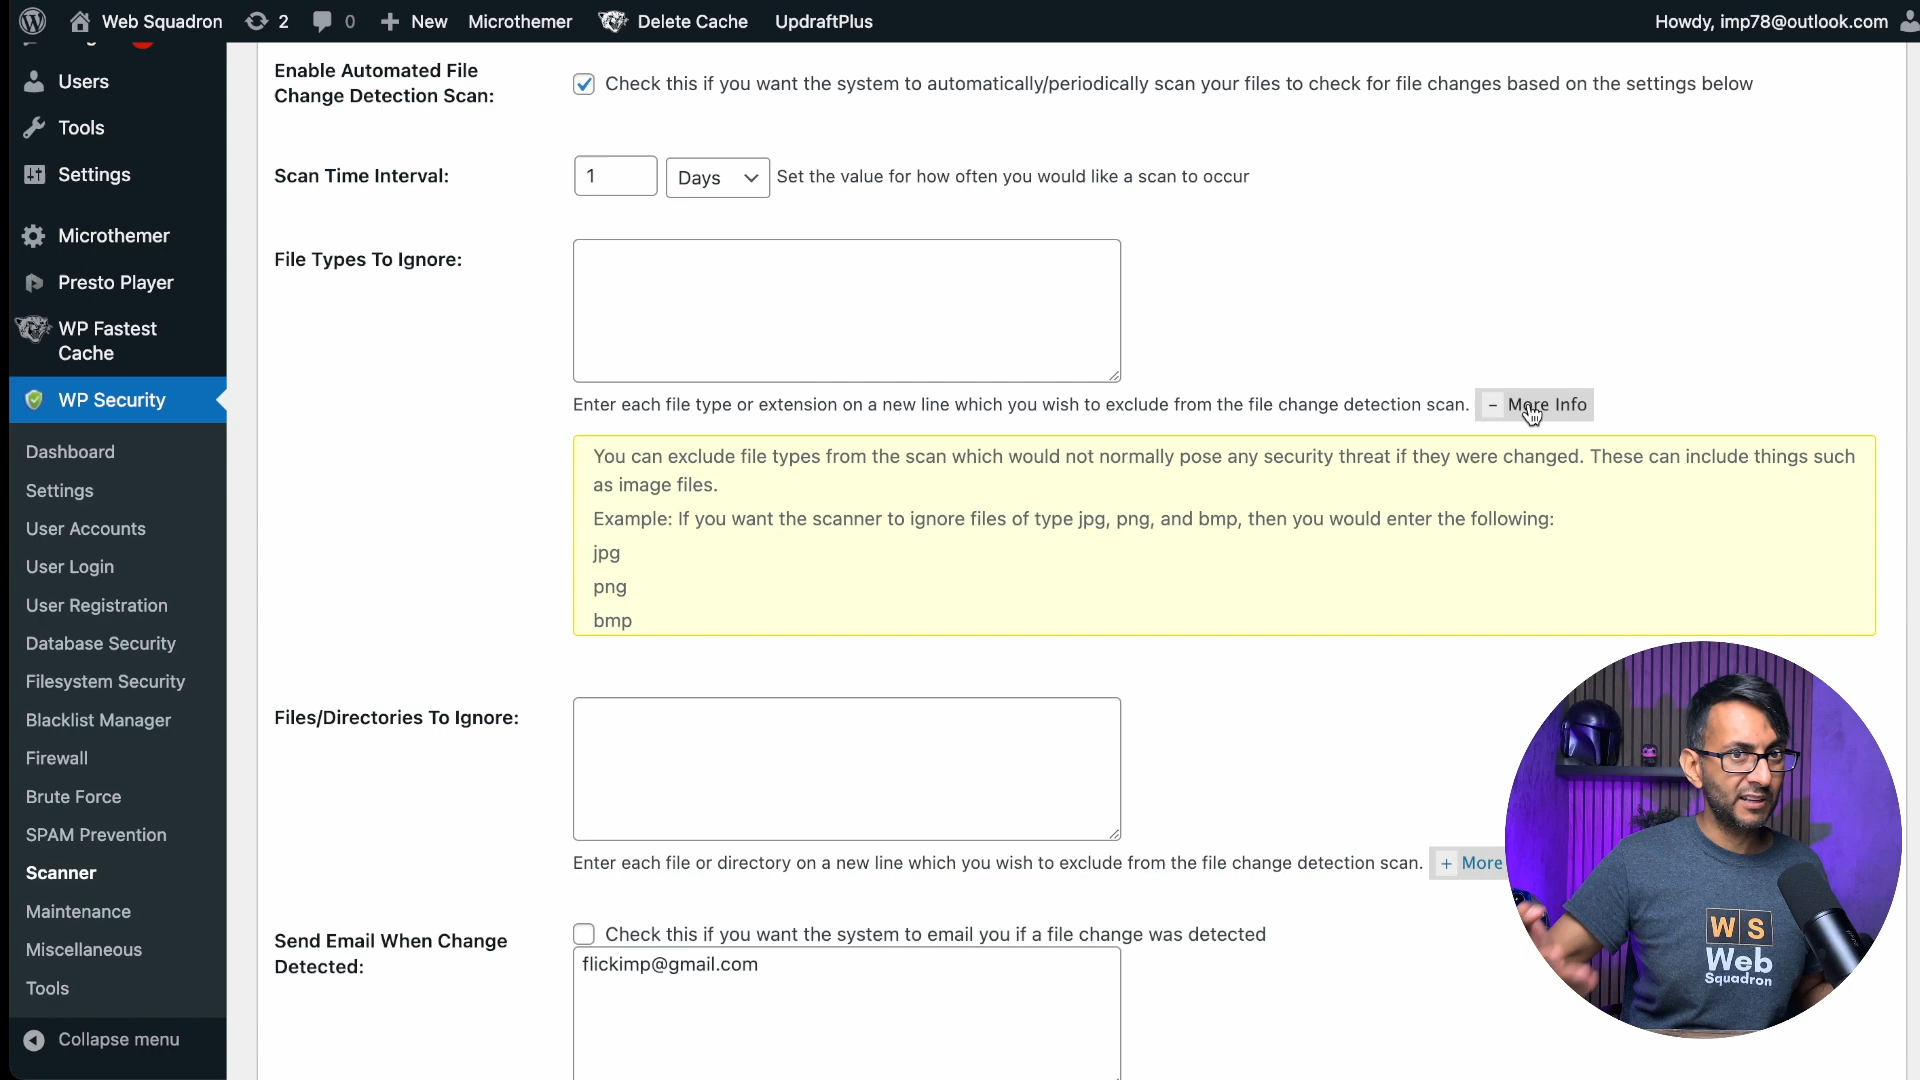 Web Squadron 2 0 + New Microthemer Delete Cache UpdraftPlus Howdy, imp78@outlook.com
Users
Tools
Settings
Microthemer
Presto Player
WP Fastest
Cache
WP Security
Dashboard
Settings
User Accounts
User Login
User Registration
Database Security
Filesystem Security
Blacklist Manager
Firewall
Brute Force
SPAM Prevention
Scanner
Maintenance
Miscellaneous
Tools
Collapse menu
Enable Automated File
Change Detection Scan:
Check this if you want the system to automatically/periodically scan your files to check for file changes based on the settings below
Scan Time Interval:
1 Days Set the value for how often you would like a scan to occur
File Types To Ignore:
Enter each file type or extension on a new line which you wish to exclude from the file change detection scan. – More Info
You can exclude file types from the scan which would not normally pose any security threat if they were changed. These can include things such
as image files.
Example: If you want the scanner to ignore files of type jpg, png, and bmp, then you would enter the following:
jpg
png
bmp
Files/Directories To Ignore:
Enter each file or directory on a new line which you wish to exclude from the file change detection scan. + More
Send Email When Change
Detected:
Check this if you want the system to email you if a file change was detected
flickimp@gmail.com
W S
Web
Squadron